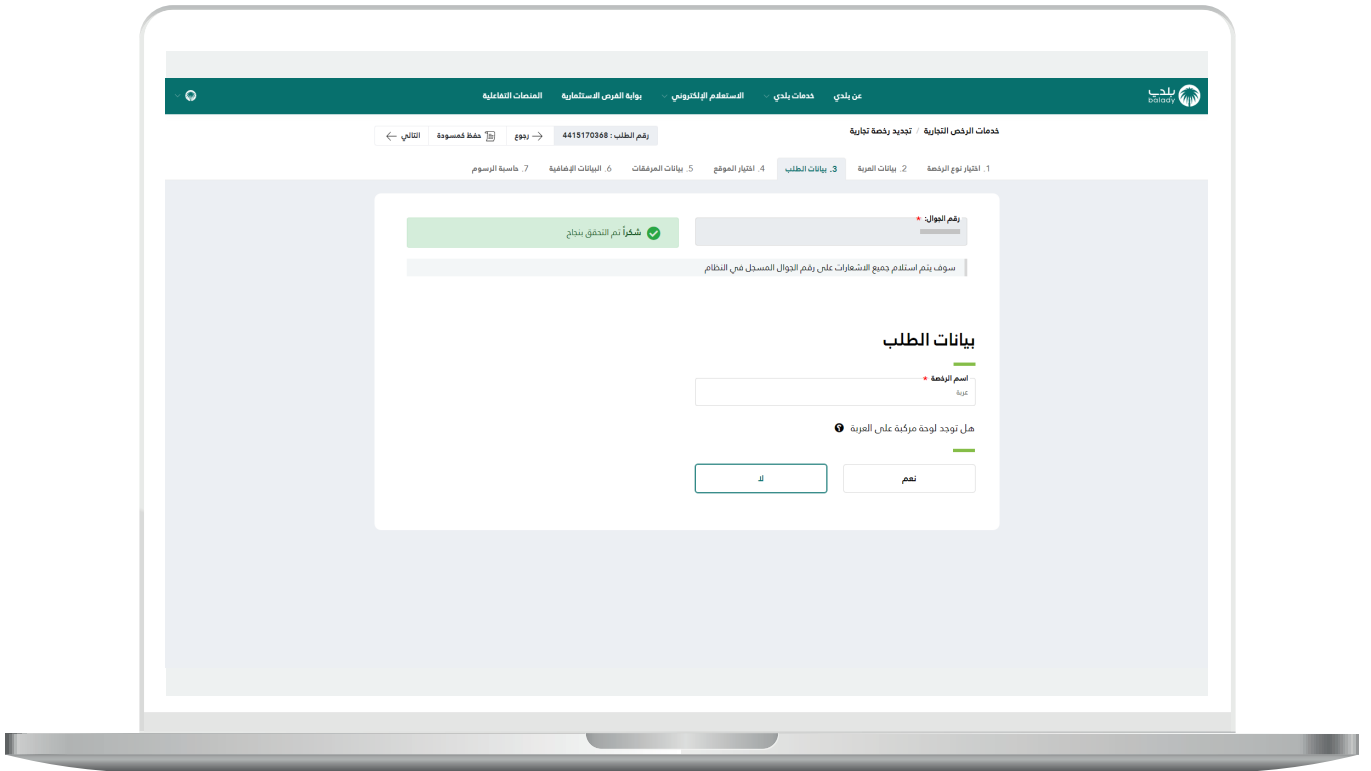 بلدي
balady
عن بلدي
خدمات بلدي
الاستعلام الإلكتروني
بوابة الفرص الاستثمارية
المنصات التفاعلية
خدمات الرخص التجارية / تجديد رخصة تجارية
رقم الطلب : 4415170368
رجوع
حفظ كمسودة
التالي
1. اختيار نوع الرخصة
2. بيانات العربة
3. بيانات الطلب
4. اختيار الموقع
5. بيانات المرفقات
6. البيانات الإضافية
7. حاسبة الرسوم
رقم الجوال: *
شكراً تم التحقق بنجاح
سوف يتم استلام جميع الاشعارات على رقم الجوال المسجل في النظام
بيانات الطلب
اسم الرخصة *
عربة
هل توجد لوحة مركبة على العربة
نعم
لا